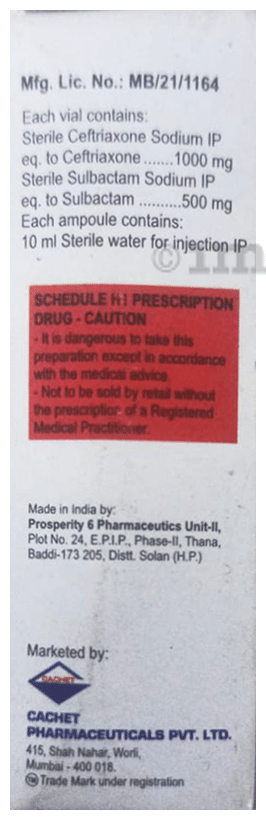 Mfg. Lic. No.: MB/21/1164
Each vial contains:
Sterile Ceftriaxone Sodium IP
eq. to Ceftriaxone .......1000 mg
Sterile Sulbactam Sodium IP
eq. to Sulbactam ..........500 mg
Each ampoule contains:
10 ml Sterile water for injection IP
SCHEDULE H1 PRESCRIPTION
DRUG - CAUTION
- It is dangerous to take this
preparation except in accordance
with the medical advice
- Not to be sold by retail without
the prescription of a Registered
Medical Practitioner.
Made in India by:
Prosperity 6 Pharmaceutics Unit-II,
Plot No. 24, E.P.I.P., Phase-II, Thana,
Baddi-173 205, Distt. Solan (H.P.)
Marketed by:
CACHET
CACHET
PHARMACEUTICALS PVT. LTD.
415, Shah Nahar, Worli,
Mumbai - 400 018.
TM Trade Mark under registration